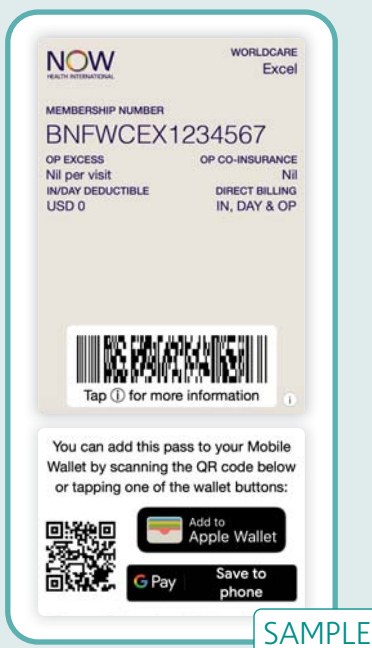 NOW
HEALTH INTERNATIONAL
WORLDCARE
Excel
MEMBERSHIP NUMBER
BNFWCEX1234567
OP EXCESS OP CO-INSURANCE
Nil per visit Nil
IN/DAY DEDUCTIBLE DIRECT BILLING
USD 0 IN, DAY & OP
Tap ⓘ for more information
You can add this pass to your Mobile
Wallet by scanning the QR code below
or tapping one of the wallet buttons:
Add to
Apple Wallet
G Pay
Save to
phone
SAMPLE